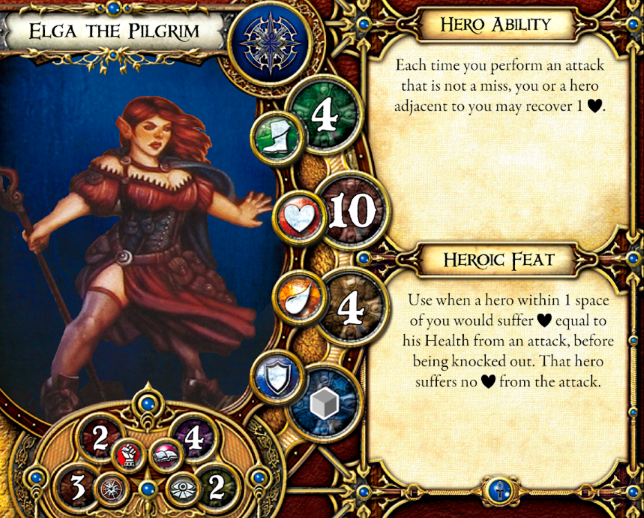 Elga the Pilgrim
4
10
4
2
4
3
2
Hero Ability
Each time you perform an attack
that is not a miss, you or a hero
adjacent to you may recover 1 ♥.
Heroic Feat
Use when a hero within 1 space
of you would suffer ♥ equal to
his Health from an attack, before
being knocked out. That hero
suffers no ♥ from the attack.